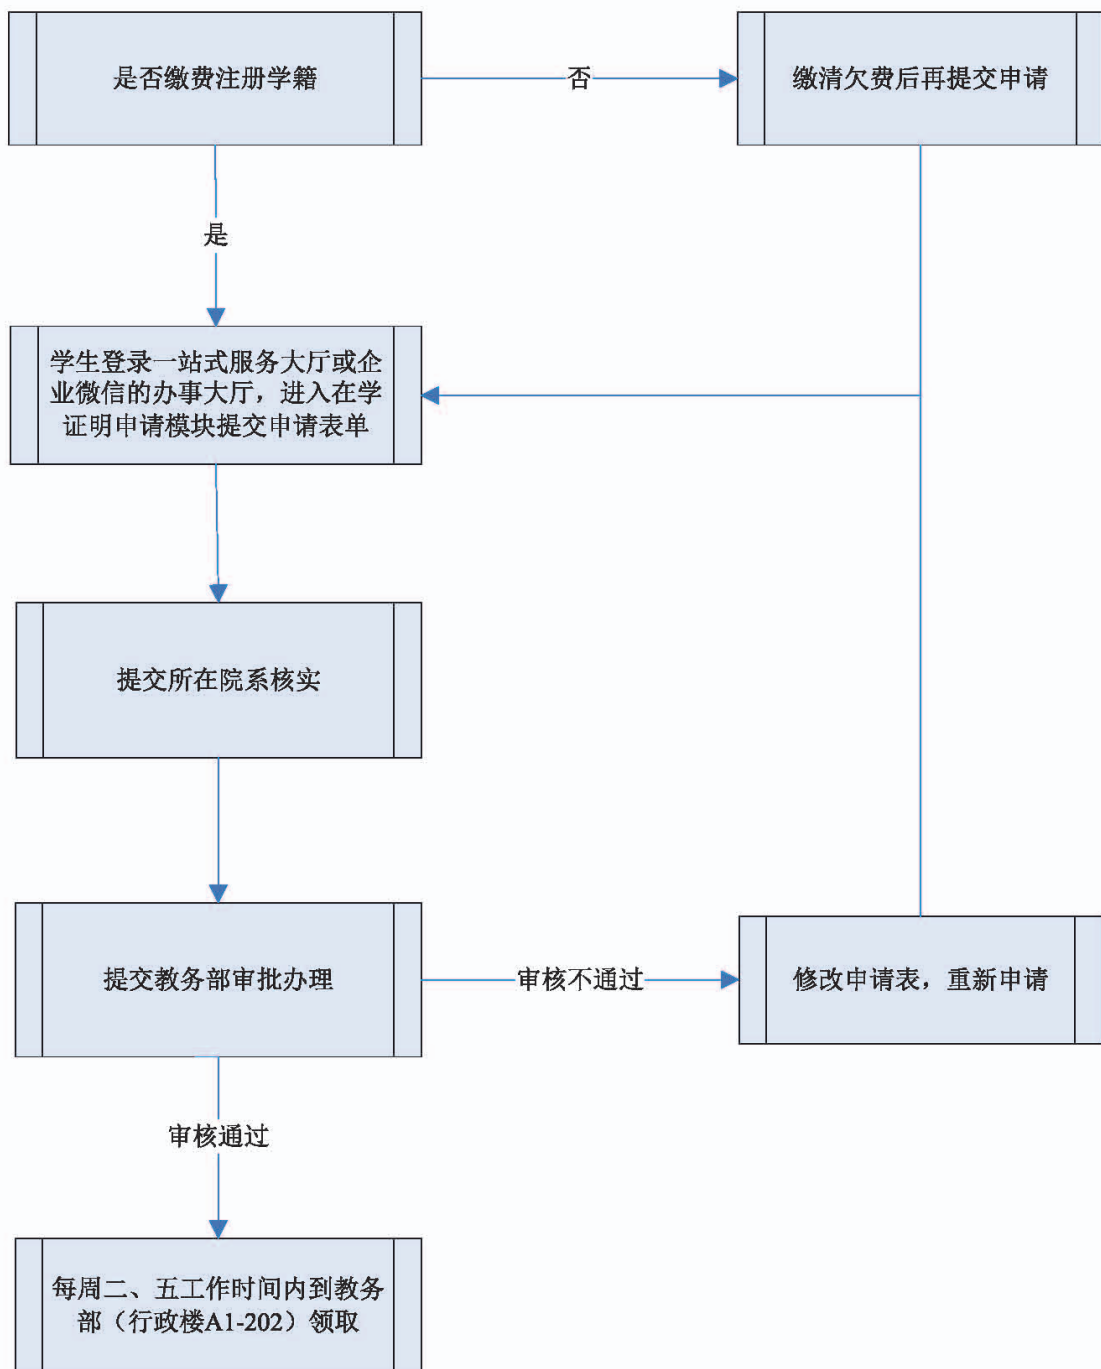 是否缴费注册学籍
否
缴清欠费后再提交申请
是
学生登录一站式服务大厅或企
业微信的办事大厅，进入在学
证明申请模块提交申请表单
提交所在院系核实
提交教务部审批办理
审核不通过
修改申请表，重新申请
审核通过
每周二、五工作时间内到教务
部（行政楼A1-202）领取